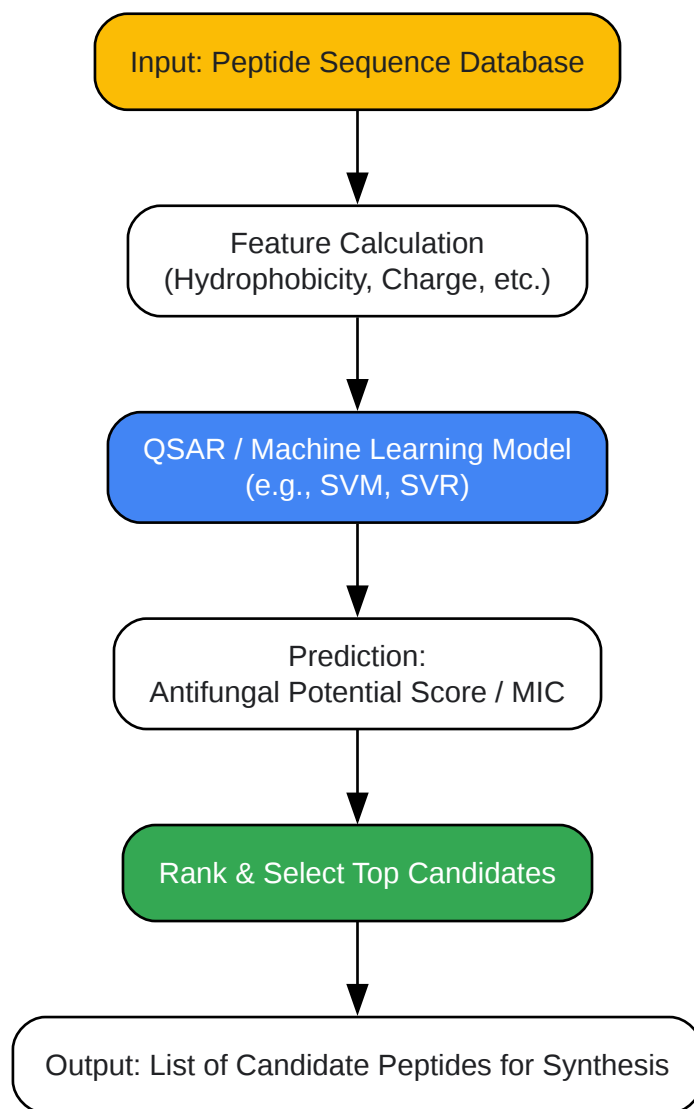 Input: Peptide Sequence Database
Feature Calculation
(Hydrophobicity, Charge, etc.)
QSAR / Machine Learning Model
(e.g., SVM, SVR)
Prediction:
Antifungal Potential Score / MIC
Rank & Select Top Candidates
Output: List of Candidate Peptides for Synthesis